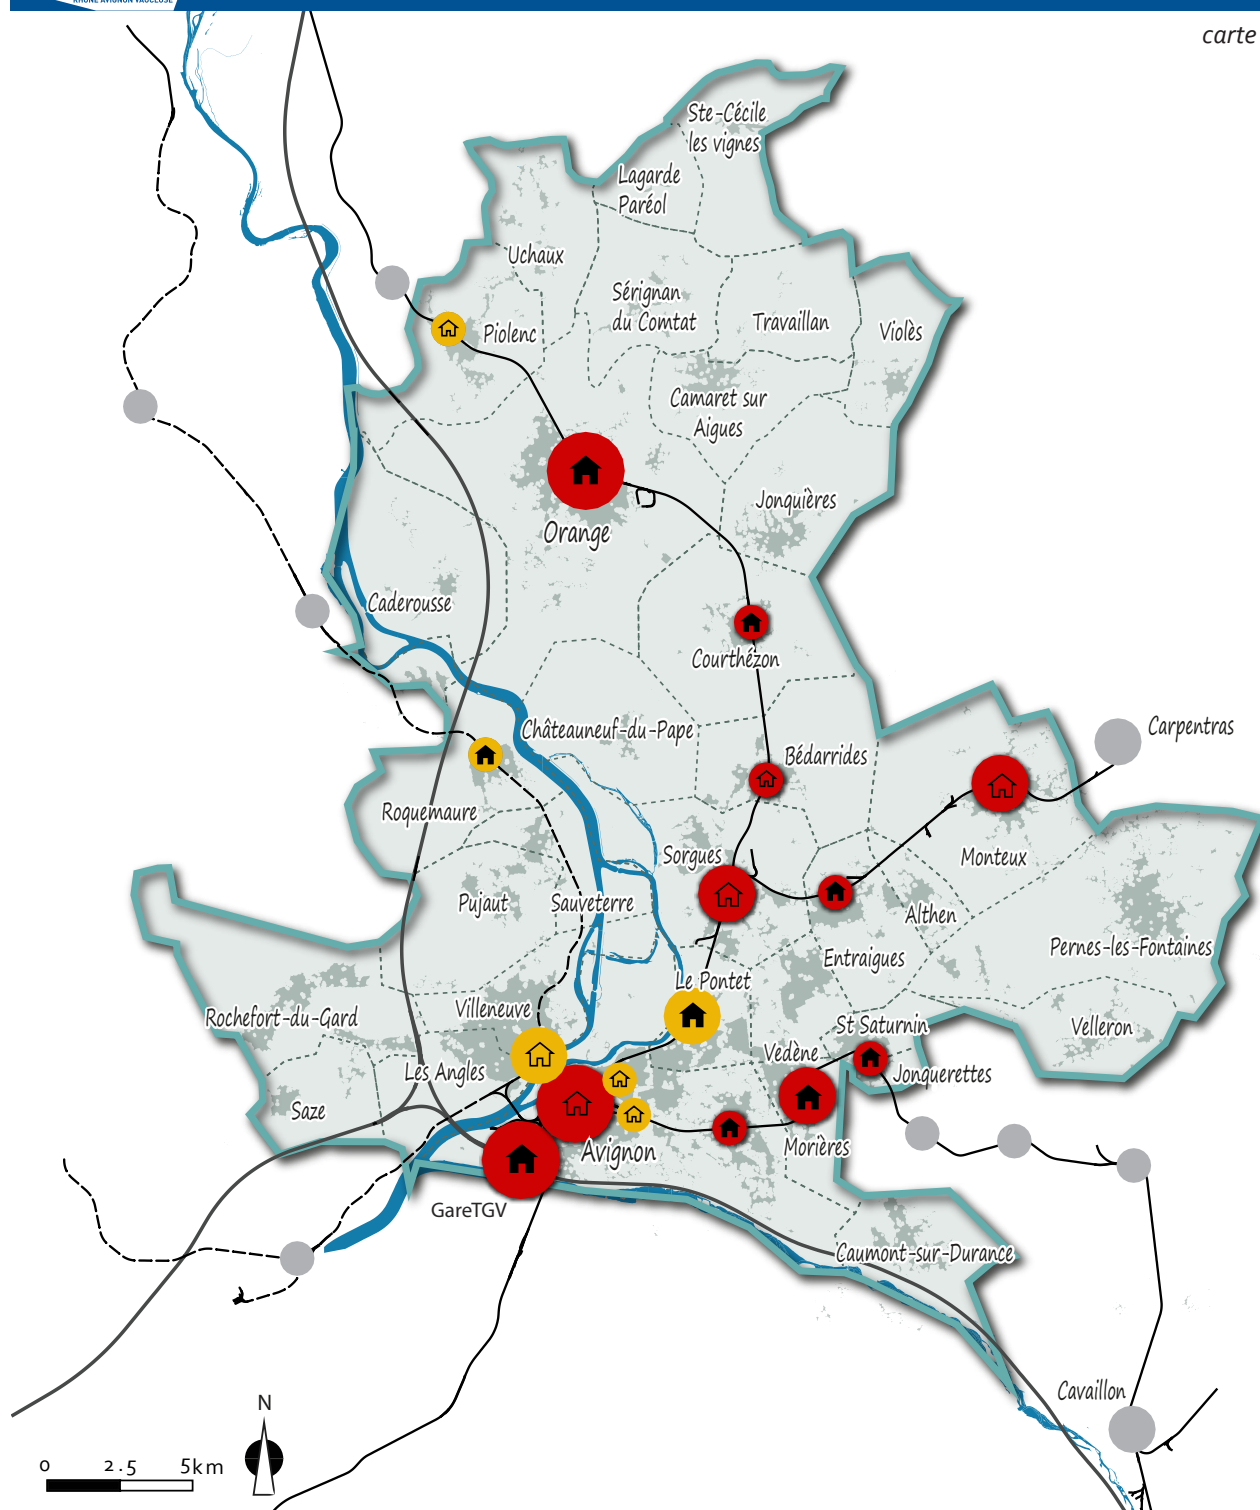 RHÔNE AVIGNON VAUCLUSE
carte
Ste-Cécile
les vignes
Lagarde
Paréol
Uchaux
Sérignan
du Comtat
Travaillan
Violès
Piolenc
Camaret sur
Aigues
Jonquières
Orange
Caderousse
Courthézon
Châteauneuf-du-Pape
Bédarrides
Carpentras
Roquemaure
Sorgues
Monteux
Pujaut
Sauveterre
Althen
Pernes-les-Fontaines
Entraigues
Le Pontet
Villeneuve
Rochefort-du-Gard
St Saturnin
Velleron
Vedène
Les Angles
Jonquerettes
Saze
Avignon
Morières
GareTGV
Caumont-sur-Durance
Cavaillon
N
0 2.5 5km